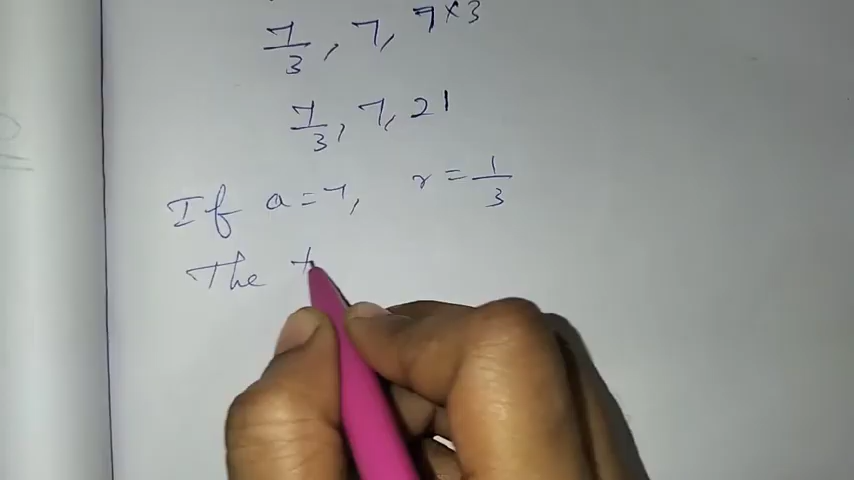 7/3, 7, 7×3
7/3, 7, 21
If a = 7, r = 1/3
The t